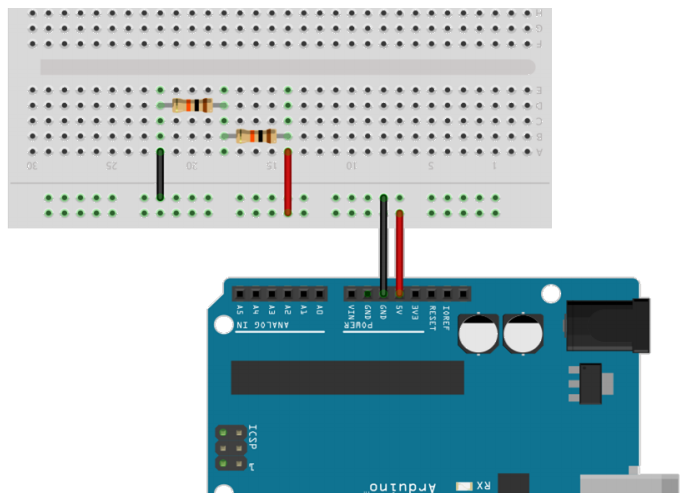 H
G
F
E
D
C
B
A
30 25 20 15 10 5 1
A5 A4 A3 A2 A1 A0 VIN GND GND 5V 3V3 RESET IOREF
ANALOG IN POWER
ICSP
1
RX
Arduino™